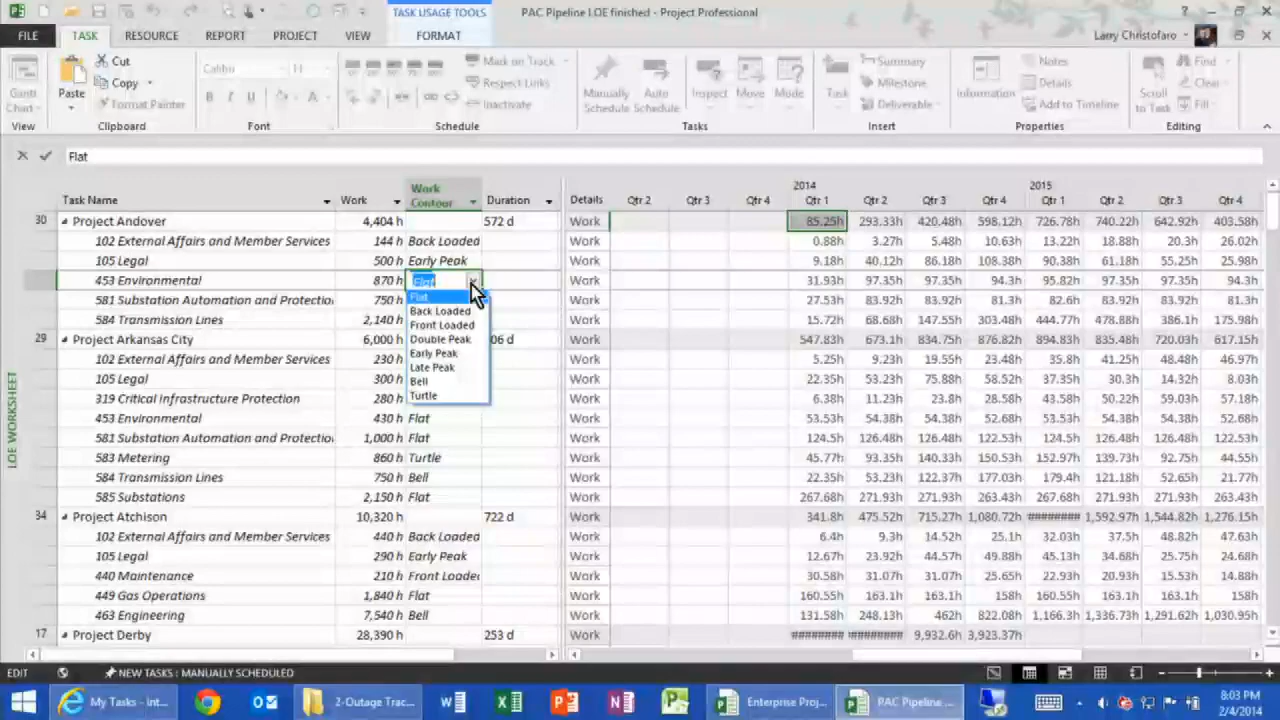 TASK USAGE TOOLS
PAC Pipeline LOE finished - Project Professional
FILE TASK RESOURCE REPORT PROJECT VIEW FORMAT Larry Christofaro
Cut Calibri 11 Mark on Track Summary Notes Find
Copy Respect Links Milestone Details Clear
Gantt Chart Paste Format Painter B I U A Inactivate Manually Schedule Auto Schedule Inspect Move Mode Task Deliverable Information Add to Timeline Scroll to Task Fill
View Clipboard Font Schedule Tasks Insert Properties Editing
Flat
2014 2015
Task Name Work Work Contour Duration Details Qtr 2 Qtr 3 Qtr 4 Qtr 1 Qtr 2 Qtr 3 Qtr 4 Qtr 1 Qtr 2 Qtr 3 Qtr 4
30 Project Andover 4,404 h 572 d Work 85.25h 293.33h 420.48h 598.12h 726.78h 740.22h 642.92h 403.58h
102 External Affairs and Member Services 144 h Back Loaded Work 0.88h 3.27h 5.48h 10.63h 13.22h 18.88h 20.3h 26.02h
105 Legal 500 h Early Peak Work 9.18h 40.12h 86.18h 108.38h 90.38h 61.18h 55.25h 25.98h
453 Environmental 870 h Flat Work 31.93h 97.35h 97.35h 94.3h 95.82h 97.35h 97.35h 94.3h
581 Substation Automation and Protectio 750 h Flat Work 27.53h 83.92h 83.92h 81.3h 82.6h 83.92h 83.92h 81.3h
Back Loaded
584 Transmission Lines 2,140 h Front Loaded Work 15.72h 68.68h 147.55h 303.48h 444.77h 478.88h 386.1h 175.98h
29 Project Arkansas City 6,000 h Double Peak 06 d Work 547.83h 673.1h 834.75h 876.82h 894.83h 835.48h 720.03h 617.15h
102 External Affairs and Member Services 230 h Early Peak Work 5.25h 9.23h 19.55h 23.48h 35.8h 41.25h 48.48h 46.97h
Late Peak
105 Legal 300 h Bell Work 22.35h 53.23h 75.88h 58.52h 37.35h 30.3h 14.32h 8.03h
319 Critical Infrastructure Protection 280 h Turtle Work 6.38h 11.23h 23.8h 28.58h 43.58h 50.22h 59.03h 57.18h
453 Environmental 430 h Flat Work 53.53h 54.38h 54.38h 52.68h 53.53h 54.38h 54.38h 52.68h
581 Substation Automation and Protectio 1,000 h Flat Work 124.5h 126.48h 126.48h 122.53h 124.5h 126.48h 126.48h 122.53h
583 Metering 860 h Turtle Work 45.77h 93.35h 140.33h 150.53h 152.97h 139.73h 92.75h 44.55h
584 Transmission Lines 750 h Bell Work 22.35h 53.23h 122.37h 177.03h 179.4h 121.18h 52.65h 21.77h
585 Substations 2,150 h Flat Work 267.68h 271.93h 271.93h 263.43h 267.68h 271.93h 271.93h 263.43h
34 Project Atchison 10,320 h 722 d Work 341.8h 475.52h 715.27h 1,080.72h ######## 1,592.97h 1,544.82h 1,276.15h
102 External Affairs and Member Services 440 h Back Loaded Work 6.4h 9.3h 14.52h 25.1h 32.03h 37.5h 48.82h 47.63h
105 Legal 290 h Early Peak Work 12.67h 23.92h 44.57h 49.88h 45.13h 34.68h 25.75h 24.68h
440 Maintenance 210 h Front Loaded Work 30.58h 31.07h 31.07h 25.65h 22.93h 20.93h 15.53h 14.88h
449 Gas Operations 1,840 h Flat Work 160.55h 163.1h 163.1h 158h 160.55h 163.1h 163.1h 158h
463 Engineering 7,540 h Bell Work 131.58h 248.13h 462h 822.08h 1,166.3h 1,336.73h 1,291.62h 1,030.95h
17 Project Derby 28,390 h 253 d Work ######## ######### 9,932.6h 3,923.37h
LOE WORKSHEET
EDIT NEW TASKS : MANUALLY SCHEDULED
My Tasks - Int... 2-Outage Trac... Enterprise Proj... PAC Pipeline ... 8:03 PM
2/4/2014